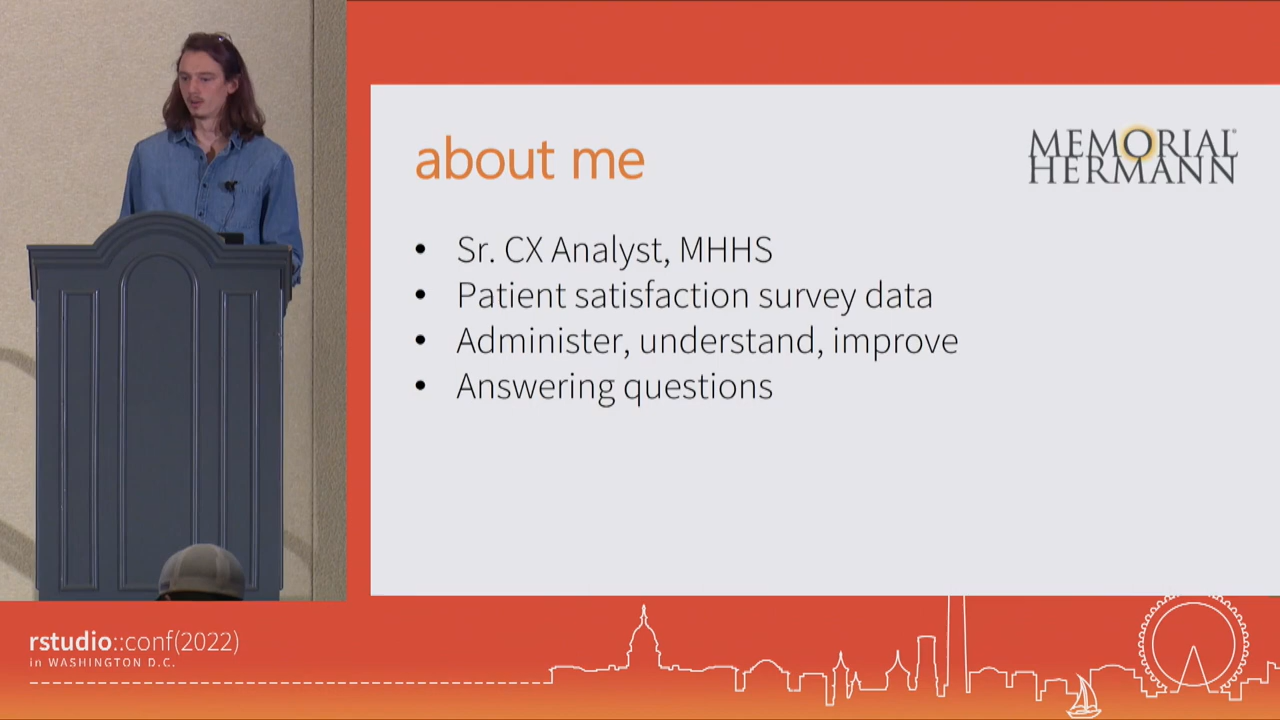 about me
MEMORIAL
HERMANN
• Sr. CX Analyst, MHHS
• Patient satisfaction survey data
• Administer, understand, improve
• Answering questions
rstudio::conf(2022)
in WASHINGTON D.C.